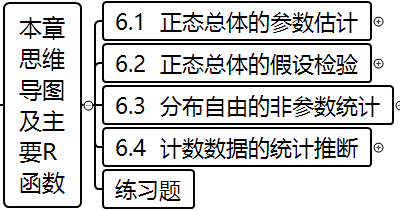 本章
思维
导图
及主
要R
函数
6.1 正态总体的参数估计
6.2 正态总体的假设检验
6.3 分布自由的非参数统计
6.4 计数数据的统计推断
练习题